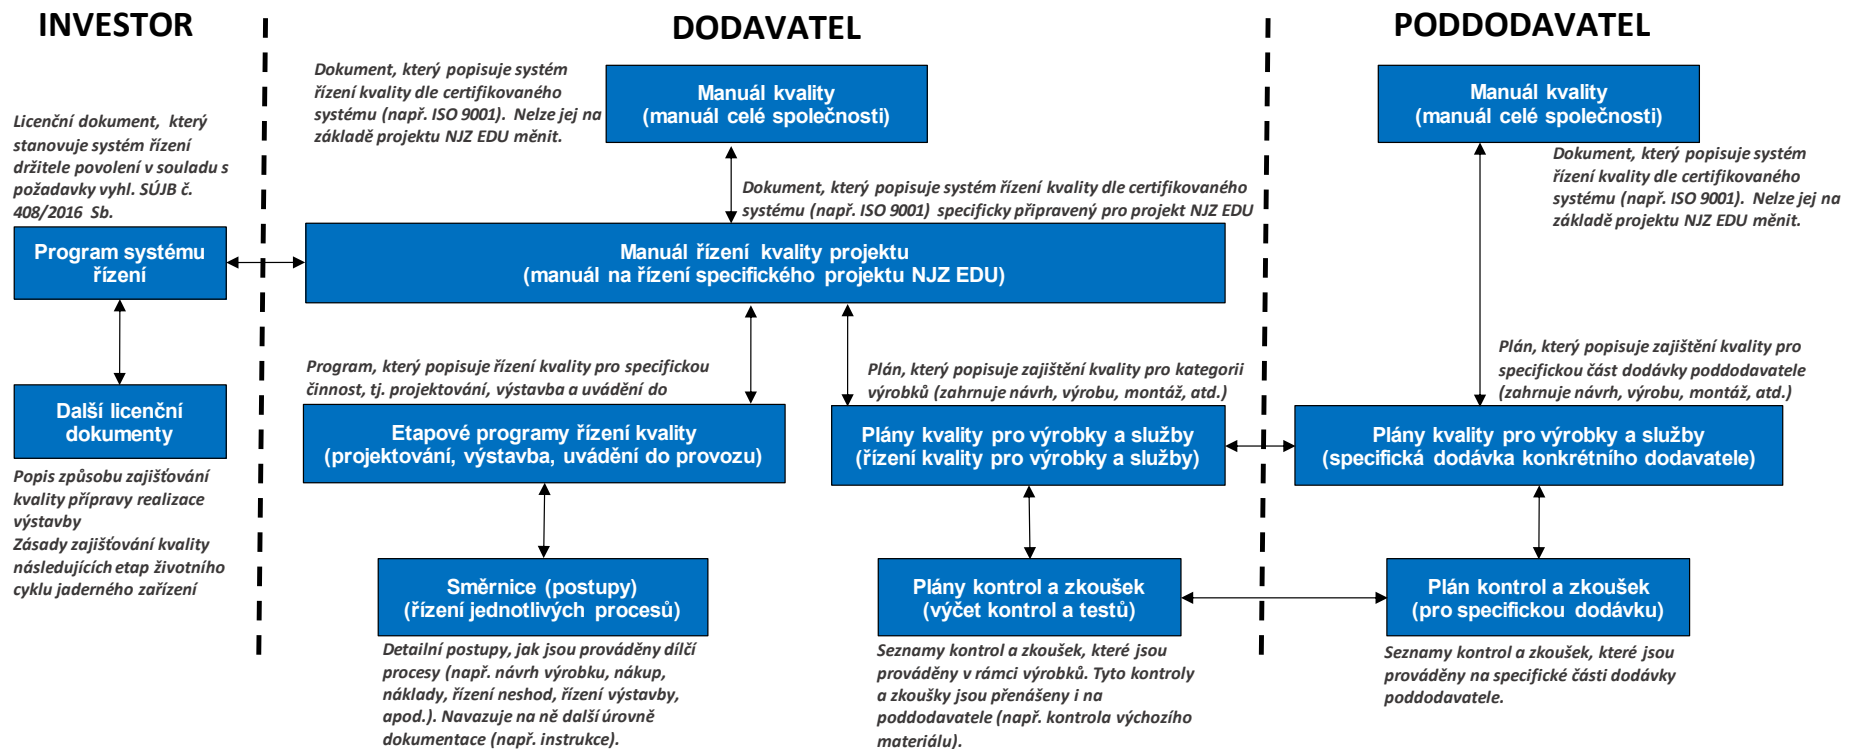 INVESTOR
Licenční dokument, který
stanovuje systém řízení
držitele povolení v souladu s
požadavky vyhl. SÚJB č.
408/2016 Sb.
Program systému
řízení
Další licenční
dokumenty
Popis způsobu zajišťování
kvality přípravy realizace
výstavby
Zásady zajišťování kvality
následujících etap životního
cyklu jaderného zařízení
DODAVATEL
Dokument, který popisuje systém
řízení kvality dle certifikovaného
systému (např. ISO 9001). Nelze jej na
základě projektu NJZ EDU měnit.
Manuál kvality
(manuál celé společnosti)
Dokument, který popisuje systém řízení kvality dle certifikovaného
systému (např. ISO 9001) specificky připravený pro projekt NJZ EDU
Manuál řízení kvality projektu
(manuál na řízení specifického projektu NJZ EDU)
Program, který popisuje řízení kvality pro specifickou
činnost, tj. projektování, výstavba a uvádění do
Etapové programy řízení kvality
(projektování, výstavba, uvádění do provozu)
Směrnice (postupy)
(řízení jednotlivých procesů)
Detailní postupy, jak jsou prováděny dílčí
procesy (např. návrh výrobku, nákup,
náklady, řízení neshod, řízení výstavby,
apod.). Navazuje na ně další úrovně
dokumentace (např. instrukce).
Plán, který popisuje zajištění kvality pro kategorii
výrobků (zahrnuje návrh, výrobu, montáž, atd.)
Plány kvality pro výrobky a služby
(řízení kvality pro výrobky a služby)
Plány kontrol a zkoušek
(výčet kontrol a testů)
Seznamy kontrol a zkoušek, které jsou
prováděny v rámci výrobků. Tyto kontroly
a zkoušky jsou přenášeny i na
poddodavatele (např. kontrola výchozího
materiálu).
PODDODAVATEL
Manuál kvality
(manuál celé společnosti)
Dokument, který popisuje systém
řízení kvality dle certifikovaného
systému (např. ISO 9001). Nelze jej na
základě projektu NJZ EDU měnit.
Plán, který popisuje zajištění kvality pro
specifickou část dodávky poddodavatele
(zahrnuje návrh, výrobu, montáž, atd.)
Plány kvality pro výrobky a služby
(specifická dodávka konkrétního dodavatele)
Plán kontrol a zkoušek
(pro specifickou dodávku)
Seznamy kontrol a zkoušek, které jsou
prováděny na specifické části dodávky
poddodavatele.